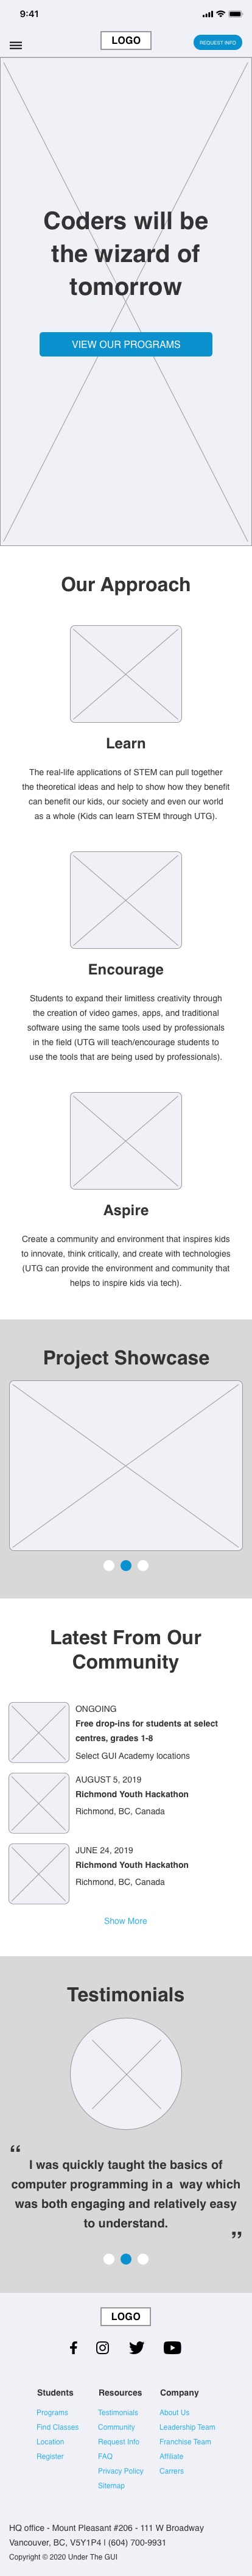 9:41
LOGO
REQUEST INFO
Coders will be
the wizard of
tomorrow
VIEW OUR PROGRAMS
Our Approach
Learn
The real-life applications of STEM can pull together
the theoretical ideas and help to show how they benefit
can benefit our kids, our society and even our world
as a whole (Kids can learn STEM through UTG).
Encourage
Students to expand their limitless creativity through
the creation of video games, apps, and traditional
software using the same tools used by professionals
in the field (UTG will teach/encourage students to
use the tools that are being used by professionals).
Aspire
Create a community and environment that inspires kids
to innovate, think critically, and create with technologies
(UTG can provide the environment and community that
helps to inspire kids via tech).
Project Showcase
Latest From Our
Community
ONGOING
Free drop-ins for students at select
centres, grades 1-8
Select GUI Academy locations
AUGUST 5, 2019
Richmond Youth Hackathon
Richmond, BC, Canada
JUNE 24, 2019
Richmond Youth Hackathon
Richmond, BC, Canada
Show More
Testimonials
“
I was quickly taught the basics of
computer programming in a way which
was both engaging and relatively easy
to understand.
”
LOGO
Students
Programs
Find Classes
Location
Register
Resources
Testimonials
Community
Request Info
FAQ
Privacy Policy
Sitemap
Company
About Us
Leadership Team
Franchise Team
Affiliate
Carrers
HQ office - Mount Pleasant #206 - 111 W Broadway
Vancouver, BC, V5Y1P4 | (604) 700-9931
Copyright © 2020 Under The GUI